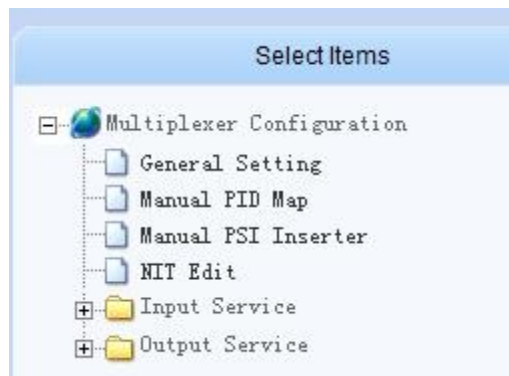 Select Items
Multiplexer Configuration
General Setting
Manual PID Map
Manual PSI Inserter
NIT Edit
Input Service
Output Service